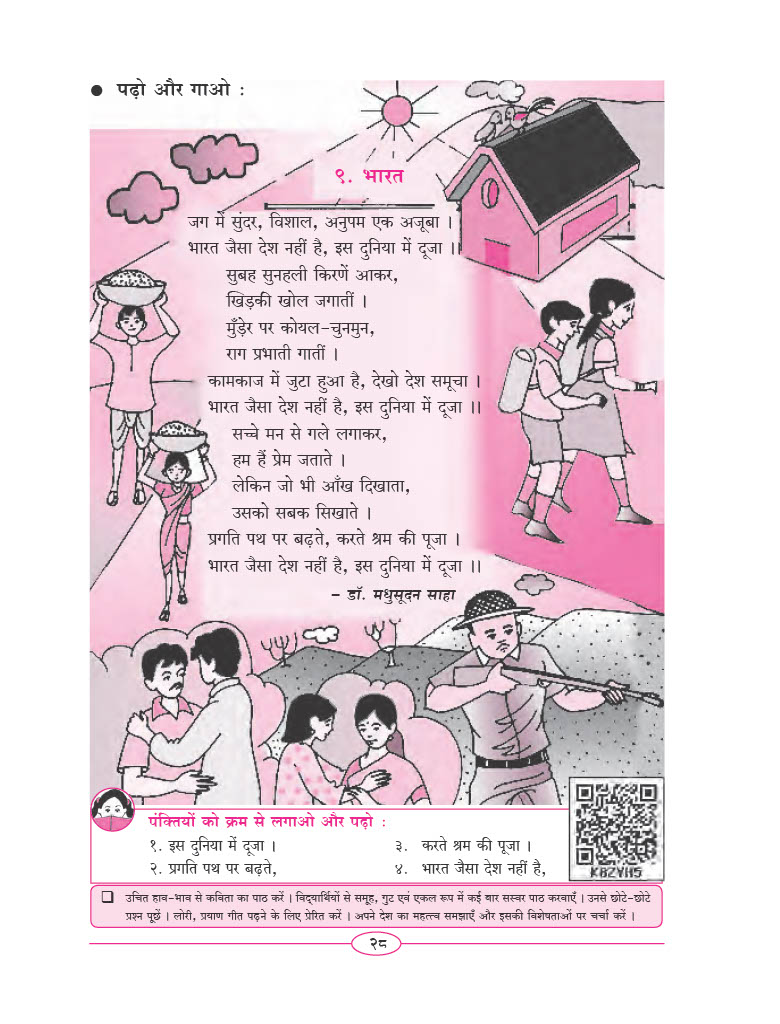 ● पढ़ो और गाओ :
९. भारत
जग में सुंदर, विशाल, अनुपम एक अजूबा ।
भारत जैसा देश नहीं है, इस दुनिया में दूजा ।।
सुबह सुनहली किरणें आकर,
खिड़की खोल जगातीं ।
मुँड़ेर पर कोयल-चुनमुन,
राग प्रभाती गातीं ।
कामकाज में जुटा हुआ है, देखो देश समूचा ।
भारत जैसा देश नहीं है, इस दुनिया में दूजा ।।
सच्चे मन से गले लगाकर,
हम हैं प्रेम जताते ।
लेकिन जो भी आँख दिखाता,
उसको सबक सिखाते ।
प्रगति पथ पर बढ़ते, करते श्रम की पूजा ।
भारत जैसा देश नहीं है, इस दुनिया में दूजा ।।
– डॉ. मधुसूदन साहा
पंक्तियों को क्रम से लगाओ और पढ़ो :
१. इस दुनिया में दूजा ।
३. करते श्रम की पूजा ।
२. प्रगति पथ पर बढ़ते,
४. भारत जैसा देश नहीं है,
❑ उचित हाव-भाव से कविता का पाठ करें । विद्यार्थियों से समूह, गुट एवं एकल रूप में कई बार सस्वर पाठ करवाएँ । उनसे छोटे-छोटे
प्रश्न पूछें । लोरी, प्रयाण गीत पढ़ने के लिए प्रेरित करें । अपने देश का महत्त्व समझाएँ और इसकी विशेषताओं पर चर्चा करें ।
२८